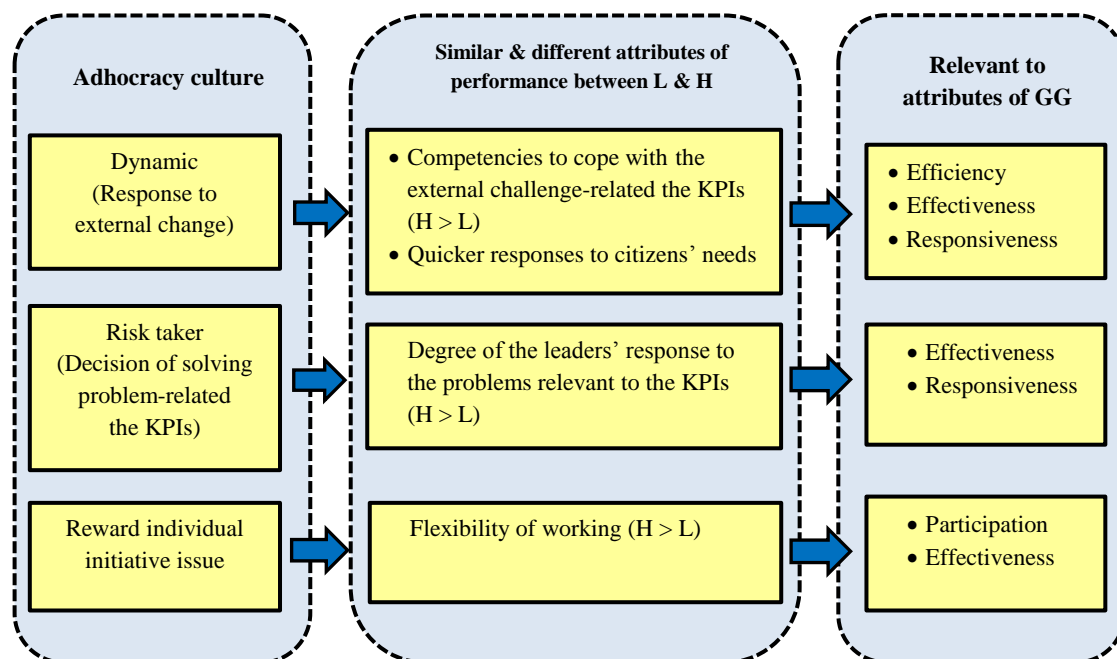 Adhocracy culture
Similar & different attributes of
performance between L & H
Relevant to
attributes of GG
Dynamic
(Response to
external change)
• Competencies to cope with the
external challenge-related the KPIs
(H > L)
• Quicker responses to citizens’ needs
• Efficiency
• Effectiveness
• Responsiveness
Risk taker
(Decision of solving
problem-related
the KPIs)
Degree of the leaders’ response to
the problems relevant to the KPIs
(H > L)
• Effectiveness
• Responsiveness
Reward individual
initiative issue
Flexibility of working (H > L)
• Participation
• Effectiveness